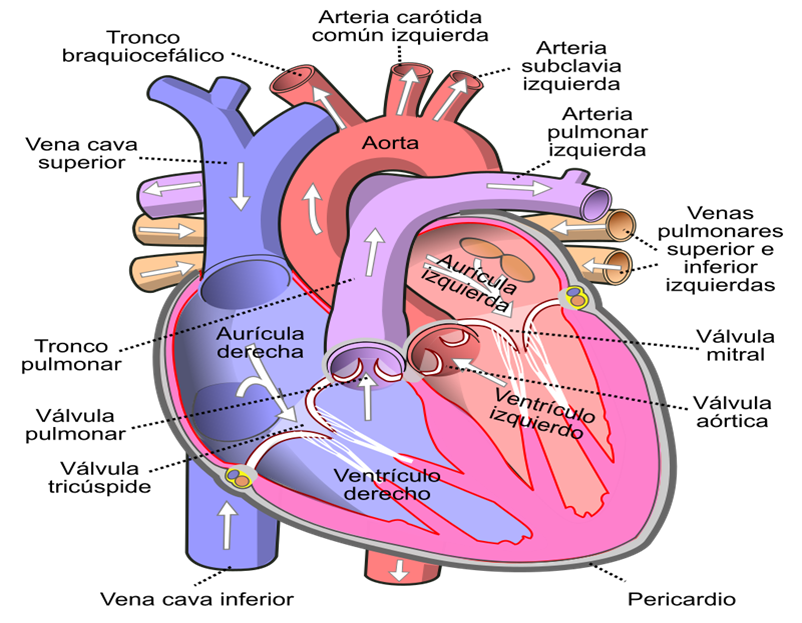 Arteria carótida
común izquierda
Tronco
braquiocefálico
Arteria
subclavia
izquierda
Arteria
pulmonar
izquierda
Aorta
Vena cava
superior
Venas
pulmonares
superior e
inferior
izquierdas
Aurícula
izquierda
Aurícula
derecha
Tronco
pulmonar
Válvula
mitral
Válvula
pulmonar
Ventrículo
izquierdo
Válvula
aórtica
Válvula
tricúspide
Ventrículo
derecho
Vena cava inferior
Pericardio